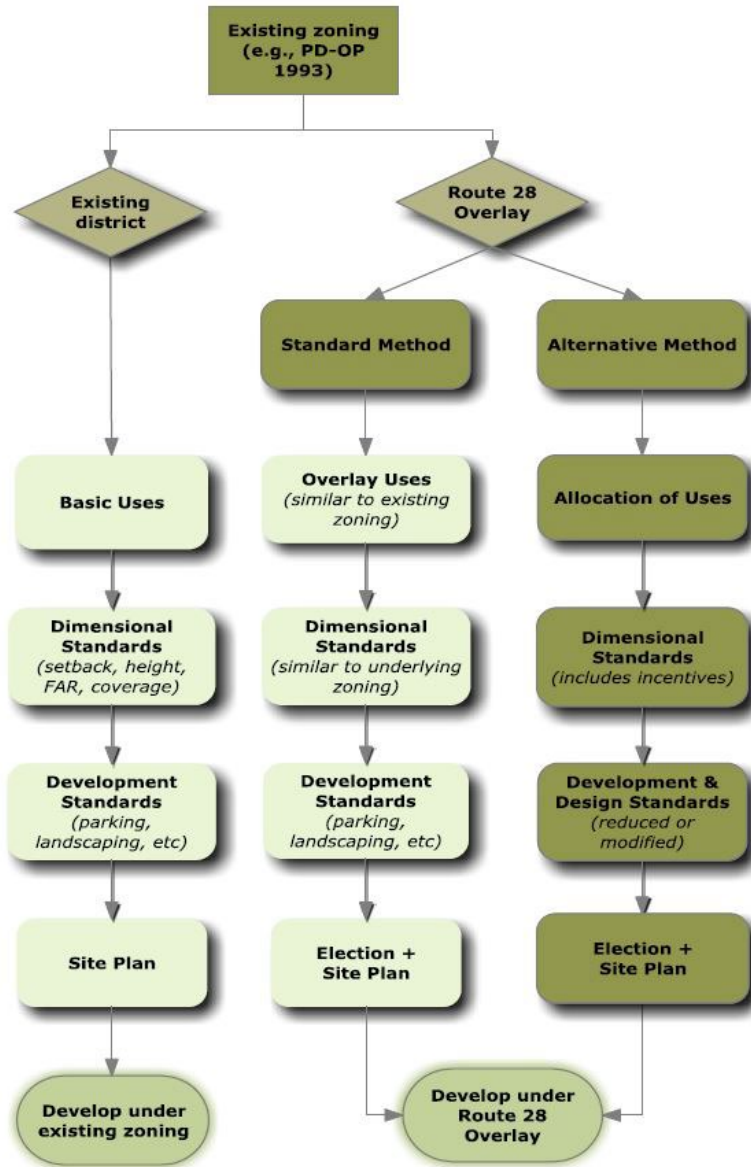 Existing zoning
(e.g., PD-OP
1993)
Existing
district
Route 28
Overlay
Standard Method
Alternative Method
Basic Uses
Overlay Uses
(similar to existing
zoning)
Allocation of Uses
Dimensional
Standards
(setback, height,
FAR, coverage)
Dimensional
Standards
(similar to underlying
zoning)
Dimensional
Standards
(includes incentives)
Development
Standards
(parking,
landscaping, etc)
Development
Standards
(parking,
landscaping, etc)
Development &
Design Standards
(reduced or
modified)
Site Plan
Election +
Site Plan
Election +
Site Plan
Develop under
existing zoning
Develop under
Route 28
Overlay